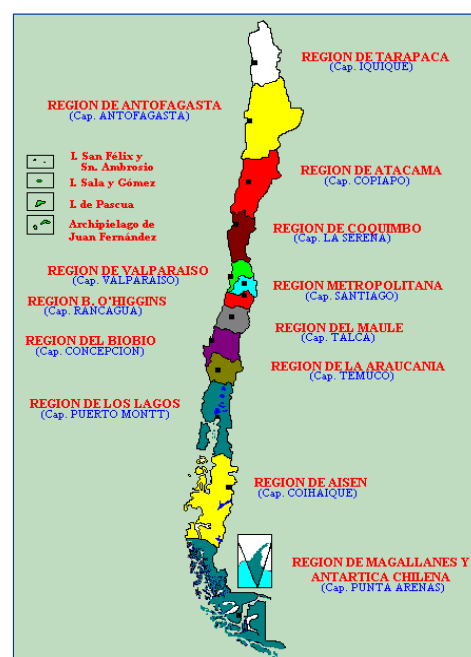 REGION DE TARAPACA
(Cap. IQUIQUE)
REGION DE ANTOFAGASTA
(Cap. ANTOFAGASTA)
I. San Félix y
Sn. Ambrosio
I. Sala y Gómez
I. de Pascua
Archipielago de
Juan Fernández
REGION DE ATACAMA
(Cap. COPIAPO)
REGION DE COQUIMBO
(Cap. LA SERENA)
REGION DE VALPARAISO
(Cap. VALPARAISO)
REGION METROPOLITANA
(Cap. SANTIAGO)
REGION B. O'HIGGINS
(Cap. RANCAGUA)
REGION DEL MAULE
(Cap. TALCA)
REGION DEL BIOBIO
(Cap. CONCEPCION)
REGION DE LA ARAUCANIA
(Cap. TEMUCO)
REGION DE LOS LAGOS
(Cap. PUERTO MONTT)
REGION DE AISEN
(Cap. COIHAIQUE)
REGION DE MAGALLANES Y
ANTARTICA CHILENA
(Cap. PUNTA ARENAS)